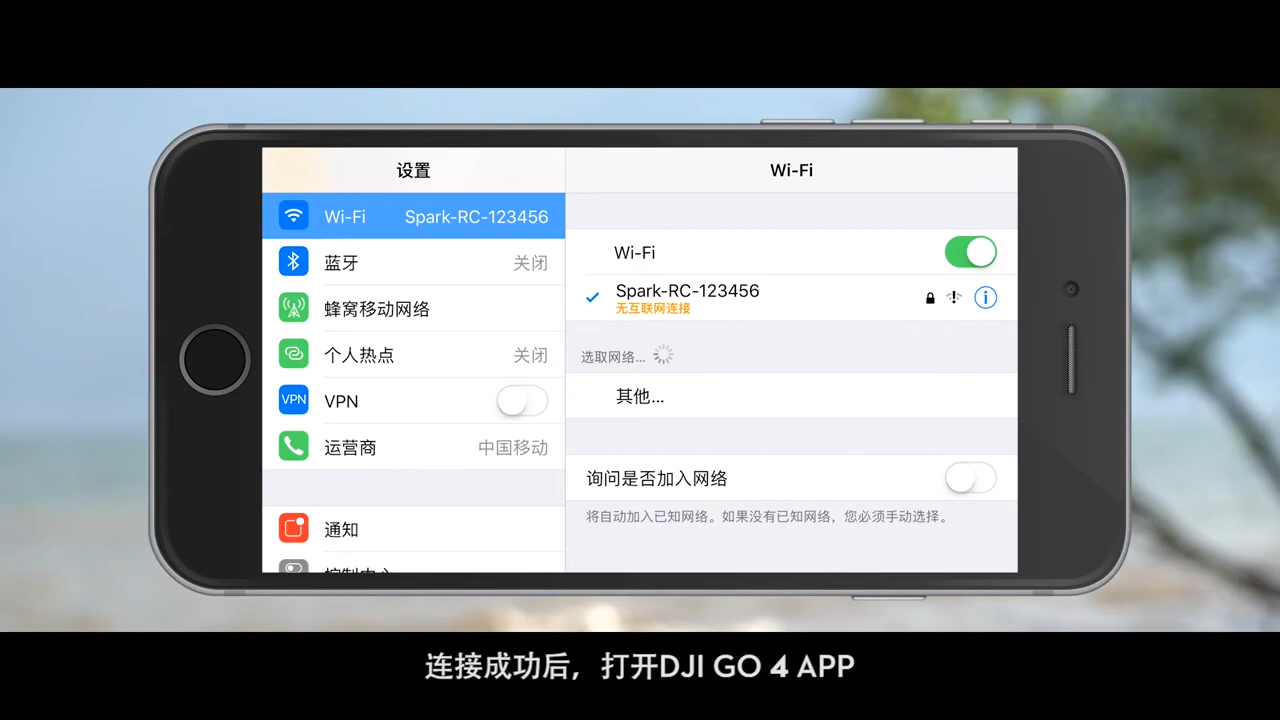 设置
Wi-Fi Spark-RC-123456
蓝牙 关闭
蜂窝移动网络
个人热点 关闭
VPN VPN
运营商 中国移动
通知
控制中心
Wi-Fi
Wi-Fi
Spark-RC-123456
无互联网连接
选取网络...
其他...
询问是否加入网络
将自动加入已知网络。如果没有已知网络，您必须手动选择。
连接成功后，打开DJI GO 4 APP